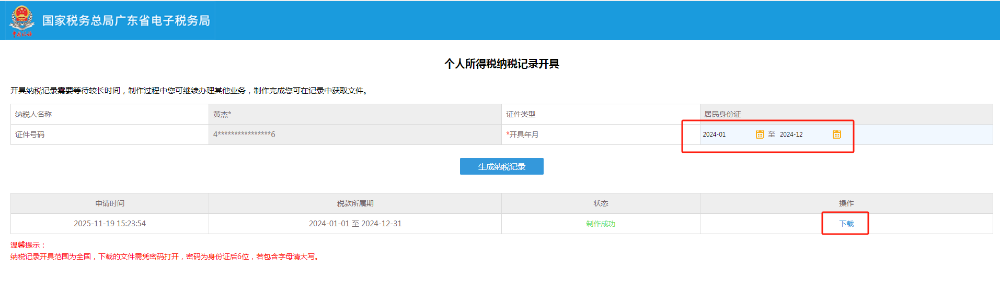 国家税务总局广东省电子税务局
个人所得税纳税记录开具
开具纳税记录需要等待较长时间，制作过程中您可继续办理其他业务，制作完成您可在记录中获取文件。
纳税人名称 黄杰* 证件类型 居民身份证
证件号码 4****************6 *开具年月 2024-01 至 2024-12
生成纳税记录
申请时间 税款所属期 状态 操作
2025-11-19 15:23:54 2024-01-01 至 2024-12-31 制作成功 下载
温馨提示：
纳税记录开具范围为全国，下载的文件需凭密码打开，密码为身份证后6位，若包含字母请大写。